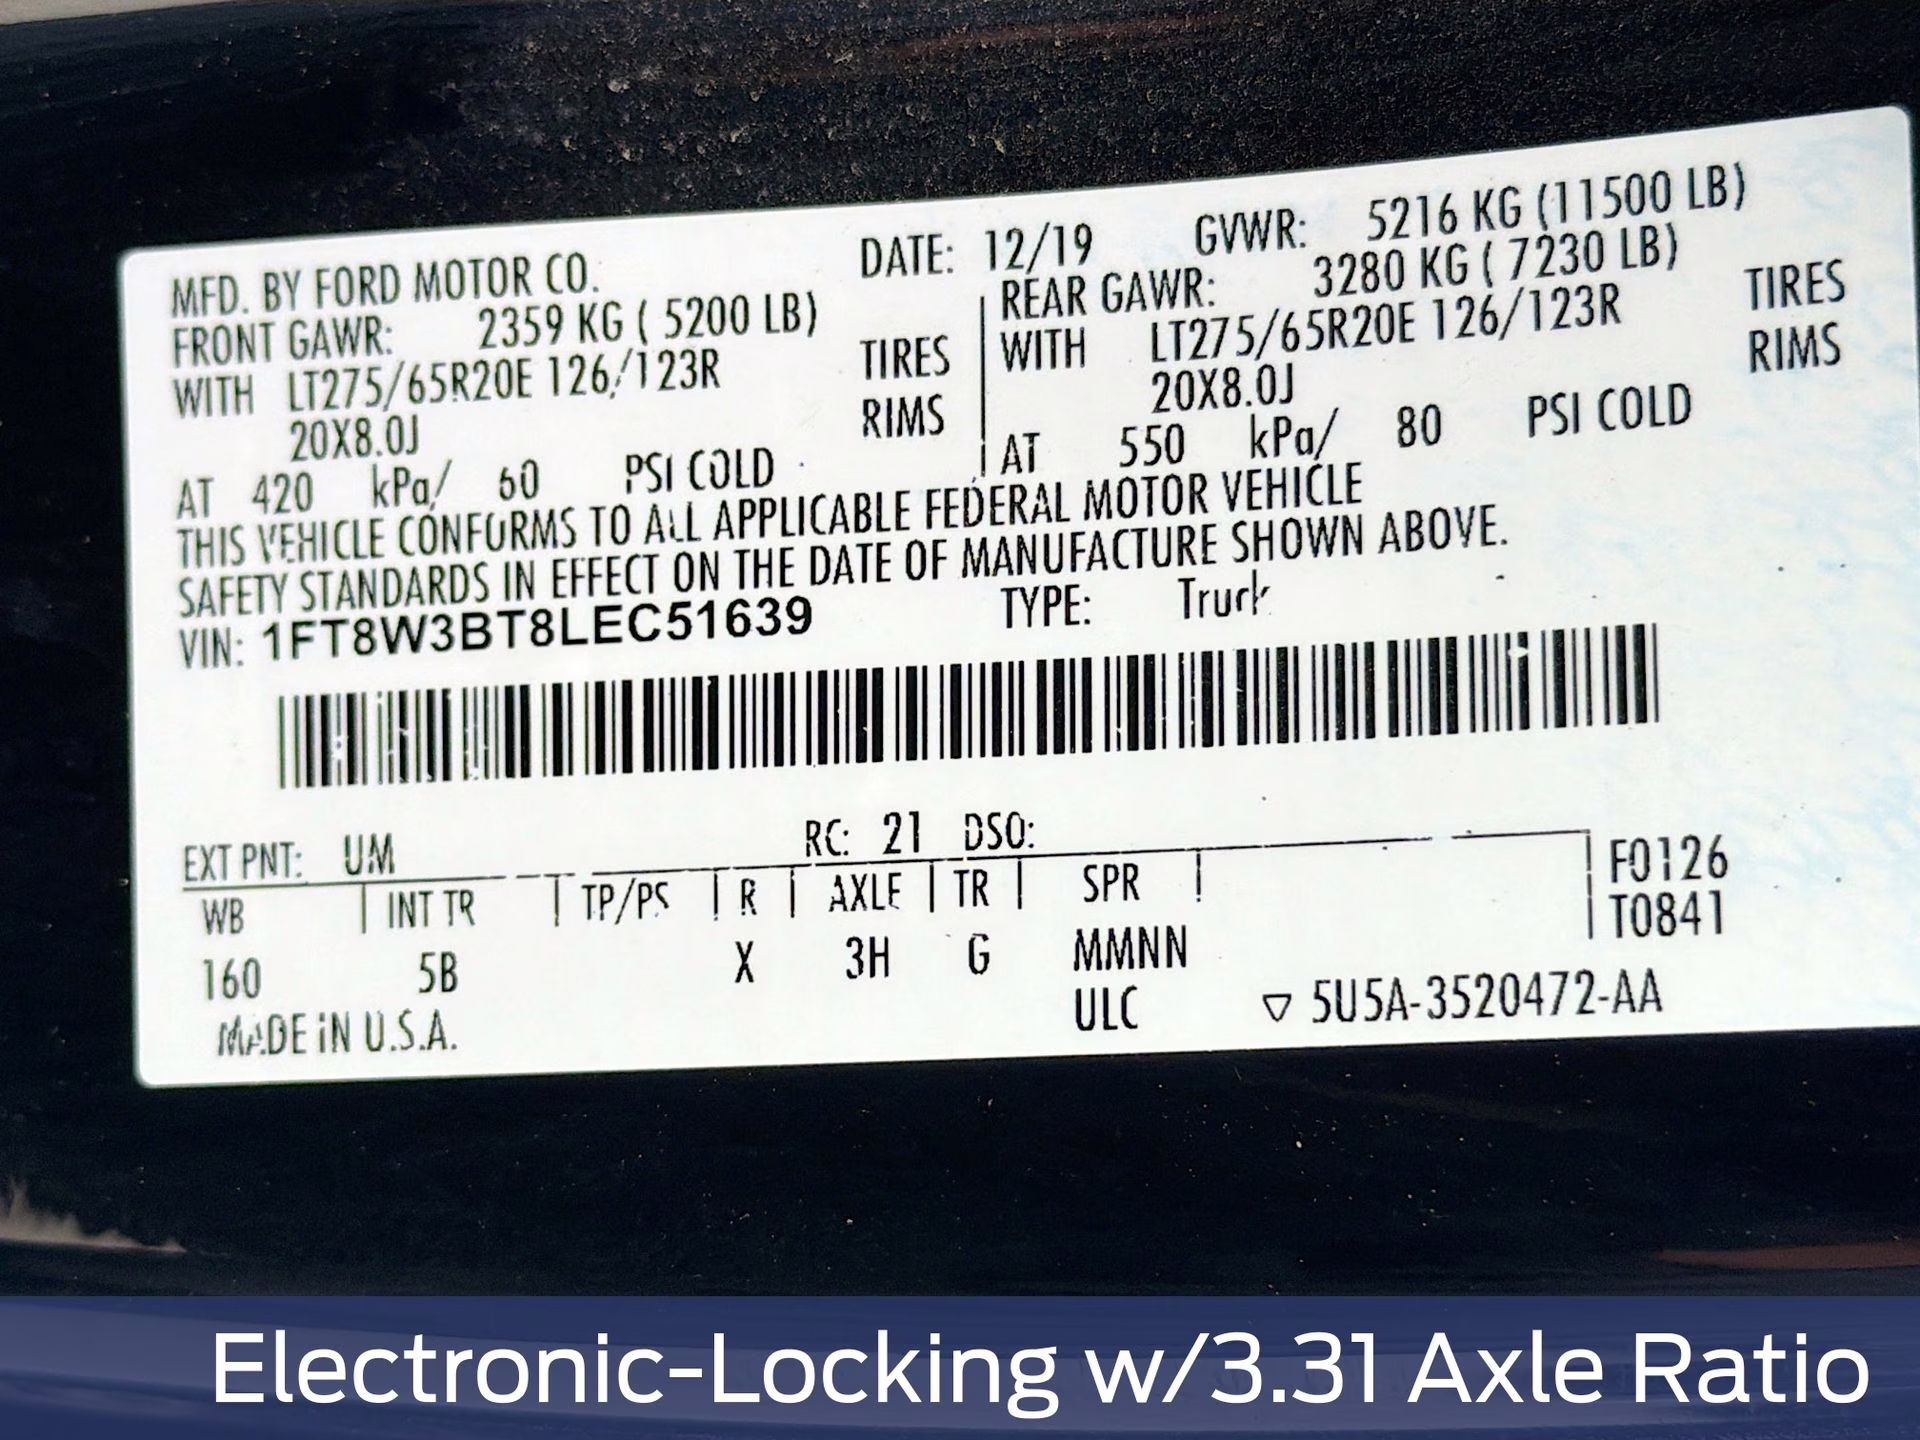 MFD. BY FORD MOTOR CO. DATE: 12/19 GVWR: 5216 KG (11500 LB)
FRONT GAWR: 2359 KG ( 5200 LB) REAR GAWR: 3280 KG ( 7230 LB)
WITH LT275/65R20E 126/123R TIRES WITH LT275/65R20E 126/123R TIRES
20X8.0J RIMS 20X8.0J RIMS
AT 420 kPa/ 60 PSI COLD AT 550 kPa/ 80 PSI COLD
THIS VEHICLE CONFORMS TO ALL APPLICABLE FEDERAL MOTOR VEHICLE
SAFETY STANDARDS IN EFFECT ON THE DATE OF MANUFACTURE SHOWN ABOVE.
VIN: 1FT8W3BT8LEC51639 TYPE: Truck
EXT PNT: UM RC: 21 DSO:
WB INT TR TP/PS R AXLE TR SPR F0126
T0841
160 5B X 3H G MMNN
MADE IN U.S.A. ULC ▽ 5U5A-3520472-AA
Electronic-Locking w/3.31 Axle Ratio